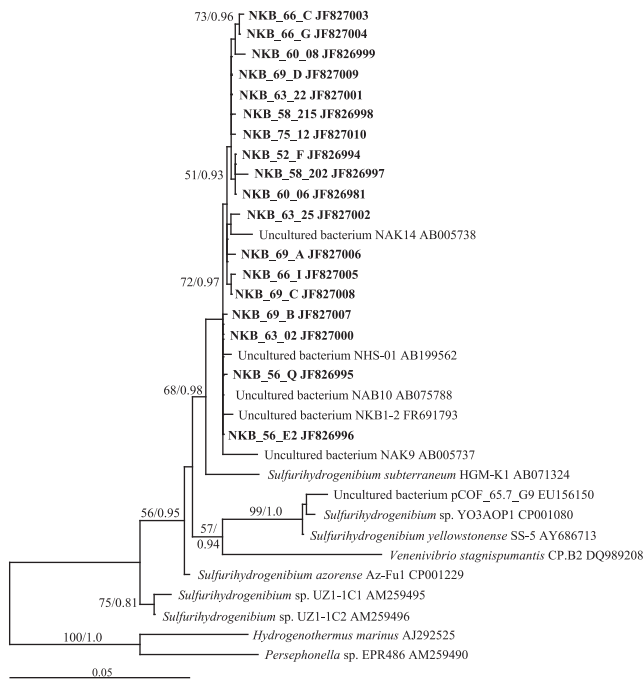 73/0.96
NKB_66_C JF827003
NKB_66_G JF827004
NKB_60_08 JF826999
NKB_69_D JF827009
NKB_63_22 JF827001
NKB_58_215 JF826998
NKB_75_12 JF827010
NKB_52_F JF826994
51/0.93
NKB_58_202 JF826997
NKB_60_06 JF826981
NKB_63_25 JF827002
Uncultured bacterium NAK14 AB005738
NKB_69_A JF827006
72/0.97
NKB_66_I JF827005
NKB_69_C JF827008
NKB_69_B JF827007
NKB_63_02 JF827000
Uncultured bacterium NHS-01 AB199562
NKB_56_Q JF826995
68/0.98
Uncultured bacterium NAB10 AB075788
Uncultured bacterium NKB1-2 FR691793
NKB_56_E2 JF826996
Uncultured bacterium NAK9 AB005737
Sulfurihydrogenibium subterraneum HGM-K1 AB071324
Uncultured bacterium pCOF_65.7_G9 EU156150
99/1.0
56/0.95
Sulfurihydrogenibium sp. YO3AOP1 CP001080
57/
0.94
Sulfurihydrogenibium yellowstonense SS-5 AY686713
Venenivibrio stagnispumantis CP.B2 DQ989208
Sulfurihydrogenibium azorense Az-Fu1 CP001229
75/0.81
Sulfurihydrogenibium sp. UZ1-1C1 AM259495
Sulfurihydrogenibium sp. UZ1-1C2 AM259496
100/1.0
Hydrogenothermus marinus AJ292525
Persephonella sp. EPR486 AM259490
0.05